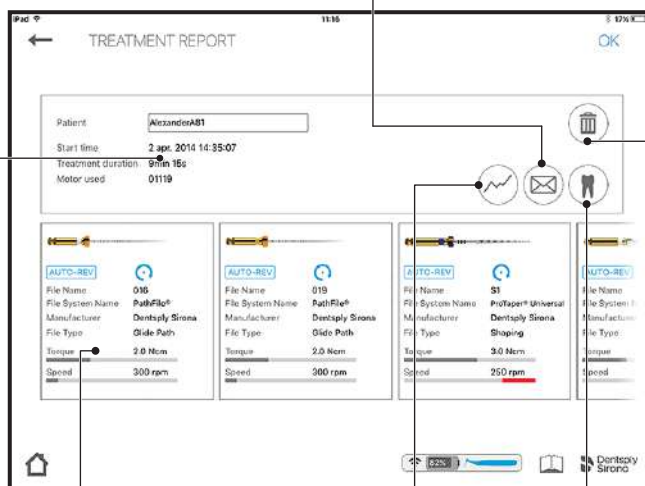 iPad
11:16
17%
TREATMENT REPORT
OK
Patient
AlexanderA81
Start time
2 apr. 2014 14:35:07
Treatment duration
9min 15s
Motor used
01119
AUTO-REV
File Name 016
File System Name PathFile®
Manufacturer Dentsply Sirona
File Type Glide Path
Torque 2.0 Ncm
Speed 300 rpm
AUTO-REV
File Name 019
File System Name PathFile®
Manufacturer Dentsply Sirona
File Type Glide Path
Torque 2.0 Ncm
Speed 300 rpm
AUTO-REV
File Name S1
File System Name ProTaper® Universal
Manufacturer Dentsply Sirona
File Type Shaping
Torque 3.0 Ncm
Speed 250 rpm
AUTO-REV
File Name
File System
Manufactu
File Type
Torque
Speed
82%
Dentsply
Sirona